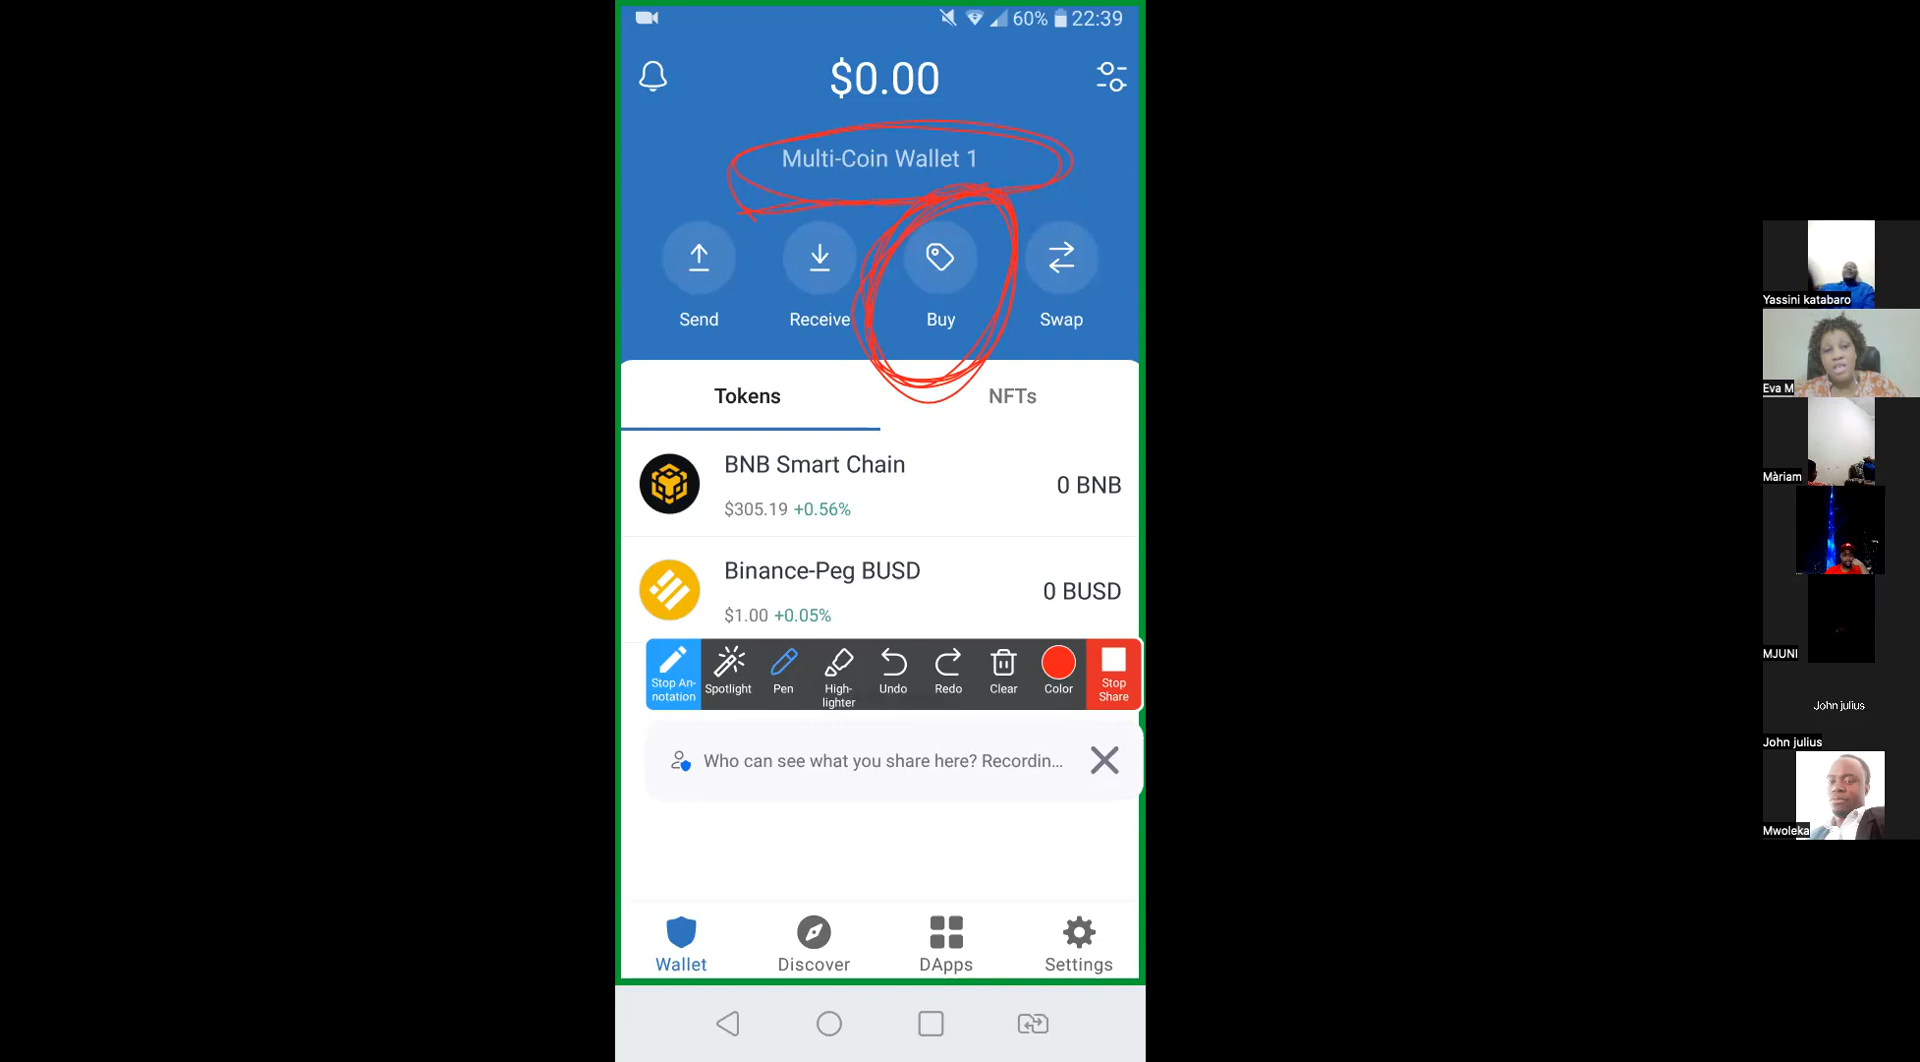 60% 22:39
$0.00
Multi-Coin Wallet 1
Send Receive Buy Swap
Tokens NFTs
BNB Smart Chain
0 BNB
$305.19 +0.56%
Binance-Peg BUSD
0 BUSD
$1.00 +0.05%
Stop An-
notation
Spotlight
Pen
High-
lighter
Undo
Redo
Clear
Color
Stop
Share
Who can see what you share here? Recordin...
Wallet Discover DApps Settings
Yassini katabaro
Eva M
Màriam
MJUNI
John julius
John julius
Mwoleka